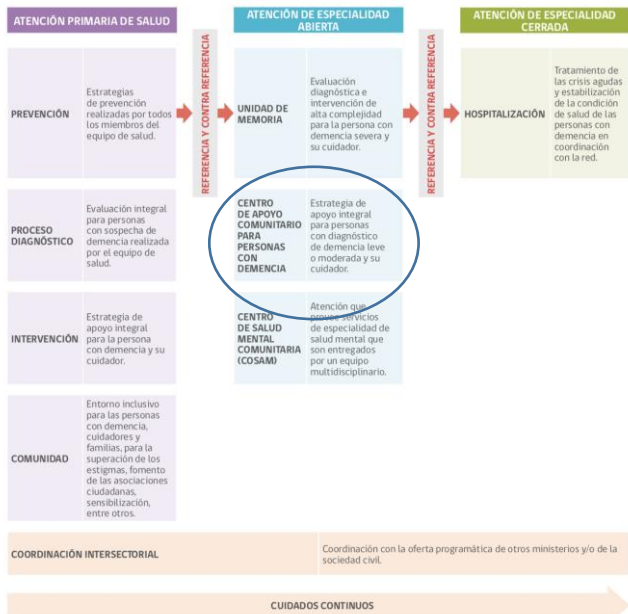 ATENCIÓN PRIMARIA DE SALUD
PREVENCIÓN
Estrategias
de prevención
realizadas por todos
los miembros del
equipo de salud.
PROCESO
DIAGNÓSTICO
Evaluación integral
para personas
con sospecha de
demencia realizada
por el equipo de
salud.
INTERVENCIÓN
Estrategia de
apoyo integral
para la persona
con demencia y su
cuidador.
COMUNIDAD
Entorno inclusivo
para las personas
con demencia,
cuidadores y
familias, para la
superación de los
estigmas, fomento
de las asociaciones
ciudadanas,
sensibilización,
entre otros.
REFERENCIA Y CONTRA REFERENCIA
ATENCIÓN DE ESPECIALIDAD
ABIERTA
UNIDAD DE
MEMORIA
Evaluación
diagnóstica e
intervención de
alta complejidad
para la persona con
demencia severa y
su cuidador.
CENTRO
DE APOYO
COMUNITARIO
PARA
PERSONAS
CON
DEMENCIA
Estrategia de
apoyo integral
para personas
con diagnóstico
de demencia leve
o moderada y su
cuidador.
CENTRO
DE SALUD
MENTAL
COMUNITARIA
(COSAM)
Atención que
provee servicios
de especialidad de
salud mental que
son entregados
por un equipo
multidisciplinario.
REFERENCIA Y CONTRA REFERENCIA
ATENCIÓN DE ESPECIALIDAD
CERRADA
HOSPITALIZACIÓN
Tratamiento de
las crisis agudas
y estabilización
de la condición
de salud de las
personas con
demencia en
coordinación
con la red.
COORDINACIÓN INTERSECTORIAL
Coordinación con la oferta programática de otros ministerios y/o de la
sociedad civil.
CUIDADOS CONTINUOS